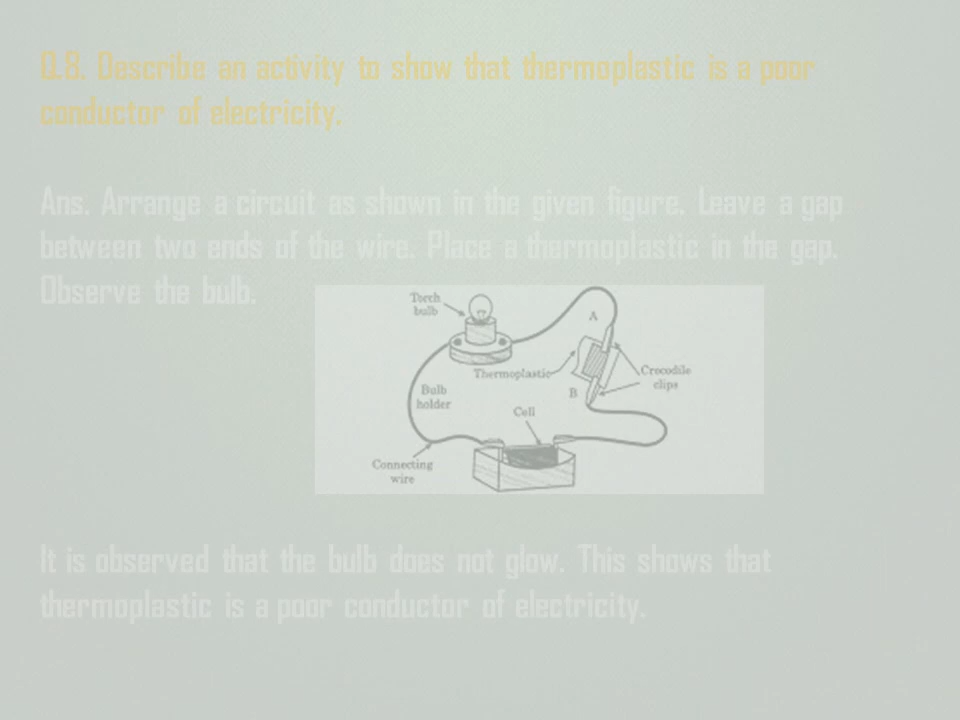 Q.8. Describe an activity to show that thermoplastic is a poor
conductor of electricity.
Ans. Arrange a circuit as shown in the given figure. Leave a gap
between two ends of the wire. Place a thermoplastic in the gap.
Observe the bulb.
Torch
bulb
A
Thermoplastic
Crocodile
clips
Bulb
holder
B
Cell
Connecting
wire
It is observed that the bulb does not glow. This shows that
thermoplastic is a poor conductor of electricity.